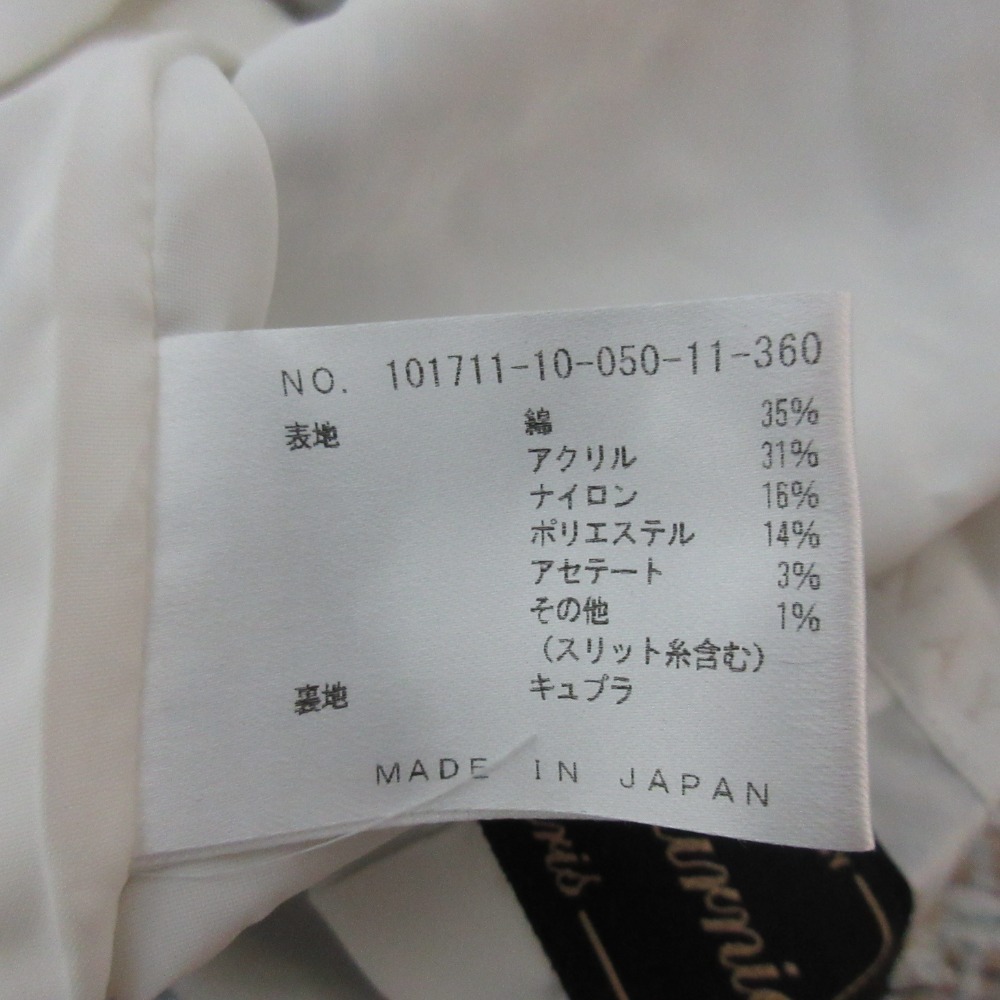 NO. 101711-10-050-11-360
表地 綿 35%
アクリル 31%
ナイロン 16%
ポリエステル 14%
アセテート 3%
その他 1%
(スリット糸含む)
裏地 キュプラ
MADE IN JAPAN